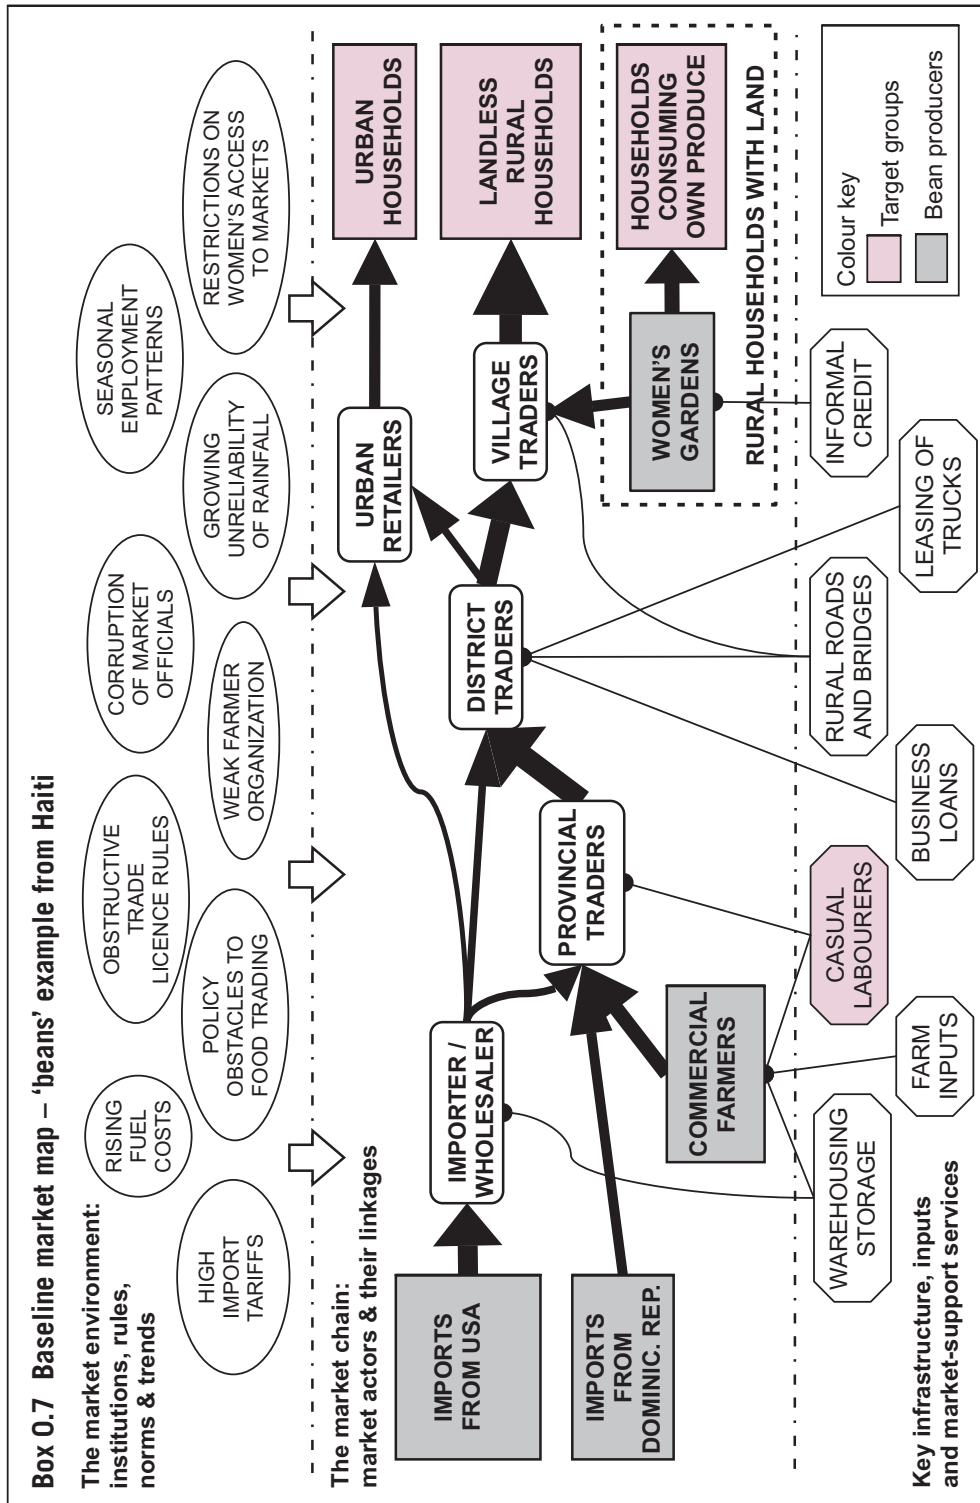 Box 0.7 Baseline market map – ‘beans’ example from Haiti
The market environment:
institutions, rules,
norms & trends
HIGH
IMPORT
TARIFFS
RISING
FUEL
COSTS
POLICY
OBSTACLES TO
FOOD TRADING
OBSTRUCTIVE
TRADE
LICENCE RULES
WEAK FARMER
ORGANIZATION
CORRUPTION
OF MARKET
OFFICIALS
GROWING
UNRELIABILITY
OF RAINFALL
SEASONAL
EMPLOYMENT
PATTERNS
RESTRICTIONS ON
WOMEN'S ACCESS
TO MARKETS
The market chain:
market actors & their linkages
IMPORTS
FROM USA
IMPORTS
FROM
DOMINIC. REP.
IMPORTER /
WHOLESALER
COMMERCIAL
FARMERS
PROVINCIAL
TRADERS
DISTRICT
TRADERS
URBAN
RETAILERS
VILLAGE
TRADERS
WOMEN'S
GARDENS
URBAN
HOUSEHOLDS
LANDLESS
RURAL
HOUSEHOLDS
HOUSEHOLDS
CONSUMING
OWN PRODUCE
RURAL HOUSEHOLDS WITH LAND
Key infrastructure, inputs
and market-support services
WAREHOUSING
STORAGE
FARM
INPUTS
CASUAL
LABOURERS
BUSINESS
LOANS
RURAL ROADS
AND BRIDGES
LEASING OF
TRUCKS
INFORMAL
CREDIT
Colour key
Target groups
Bean producers